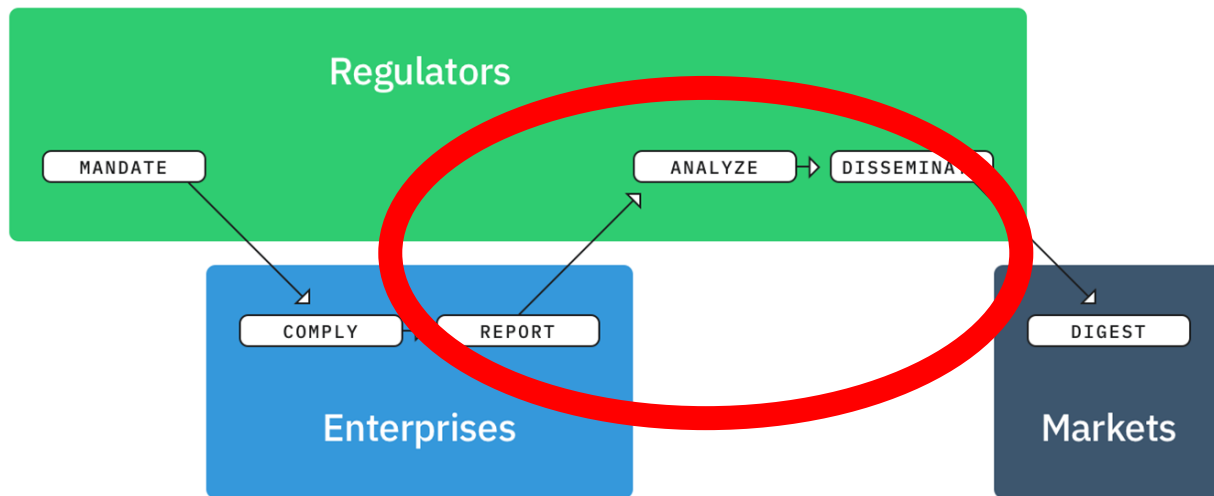 Regulators
MANDATE
ANALYZE
DISSEMINAT
COMPLY
REPORT
DIGEST
Enterprises
Markets